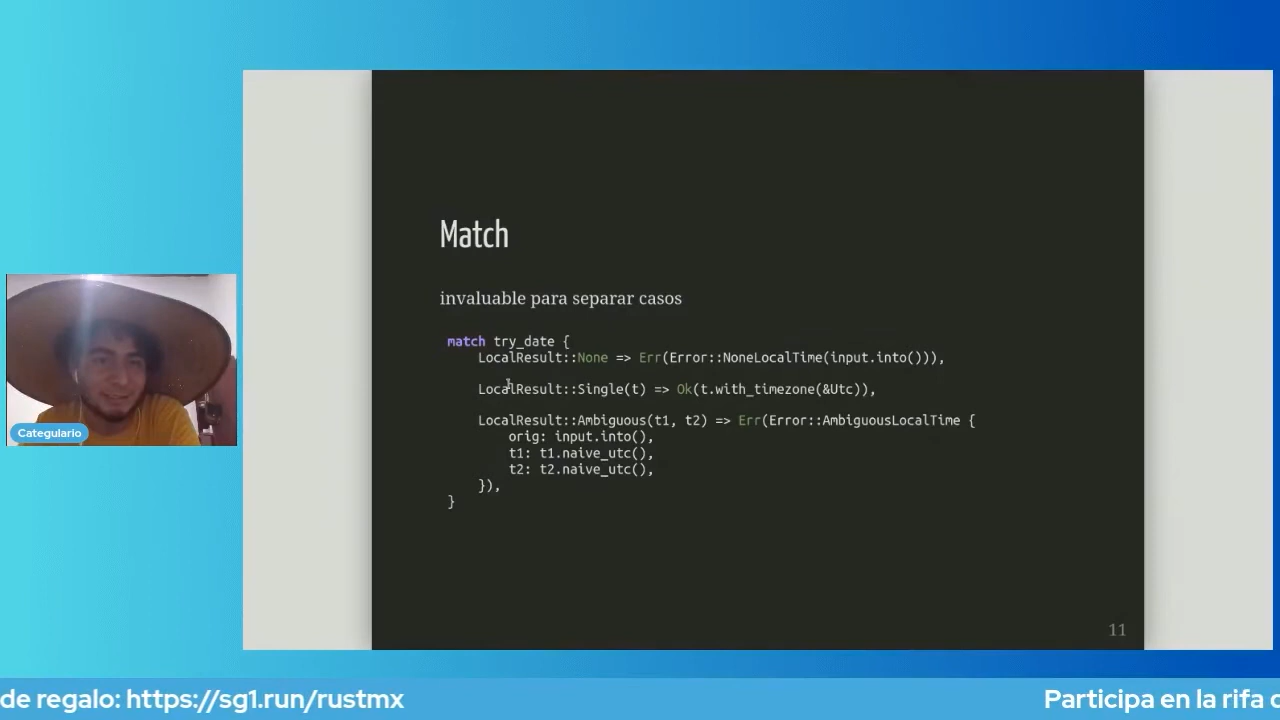 Match
invaluable para separar casos
match try_date {
LocalResult::None => Err(Error::NoneLocalTime(input.into())),
LocalResult::Single(t) => Ok(t.with_timezone(&Utc)),
LocalResult::Ambiguous(t1, t2) => Err(Error::AmbiguousLocalTime {
orig: input.into(),
t1: t1.naive_utc(),
t2: t2.naive_utc(),
}),
}
11
Categulario
de regalo: https://sg1.run/rustmx
Participa en la rifa